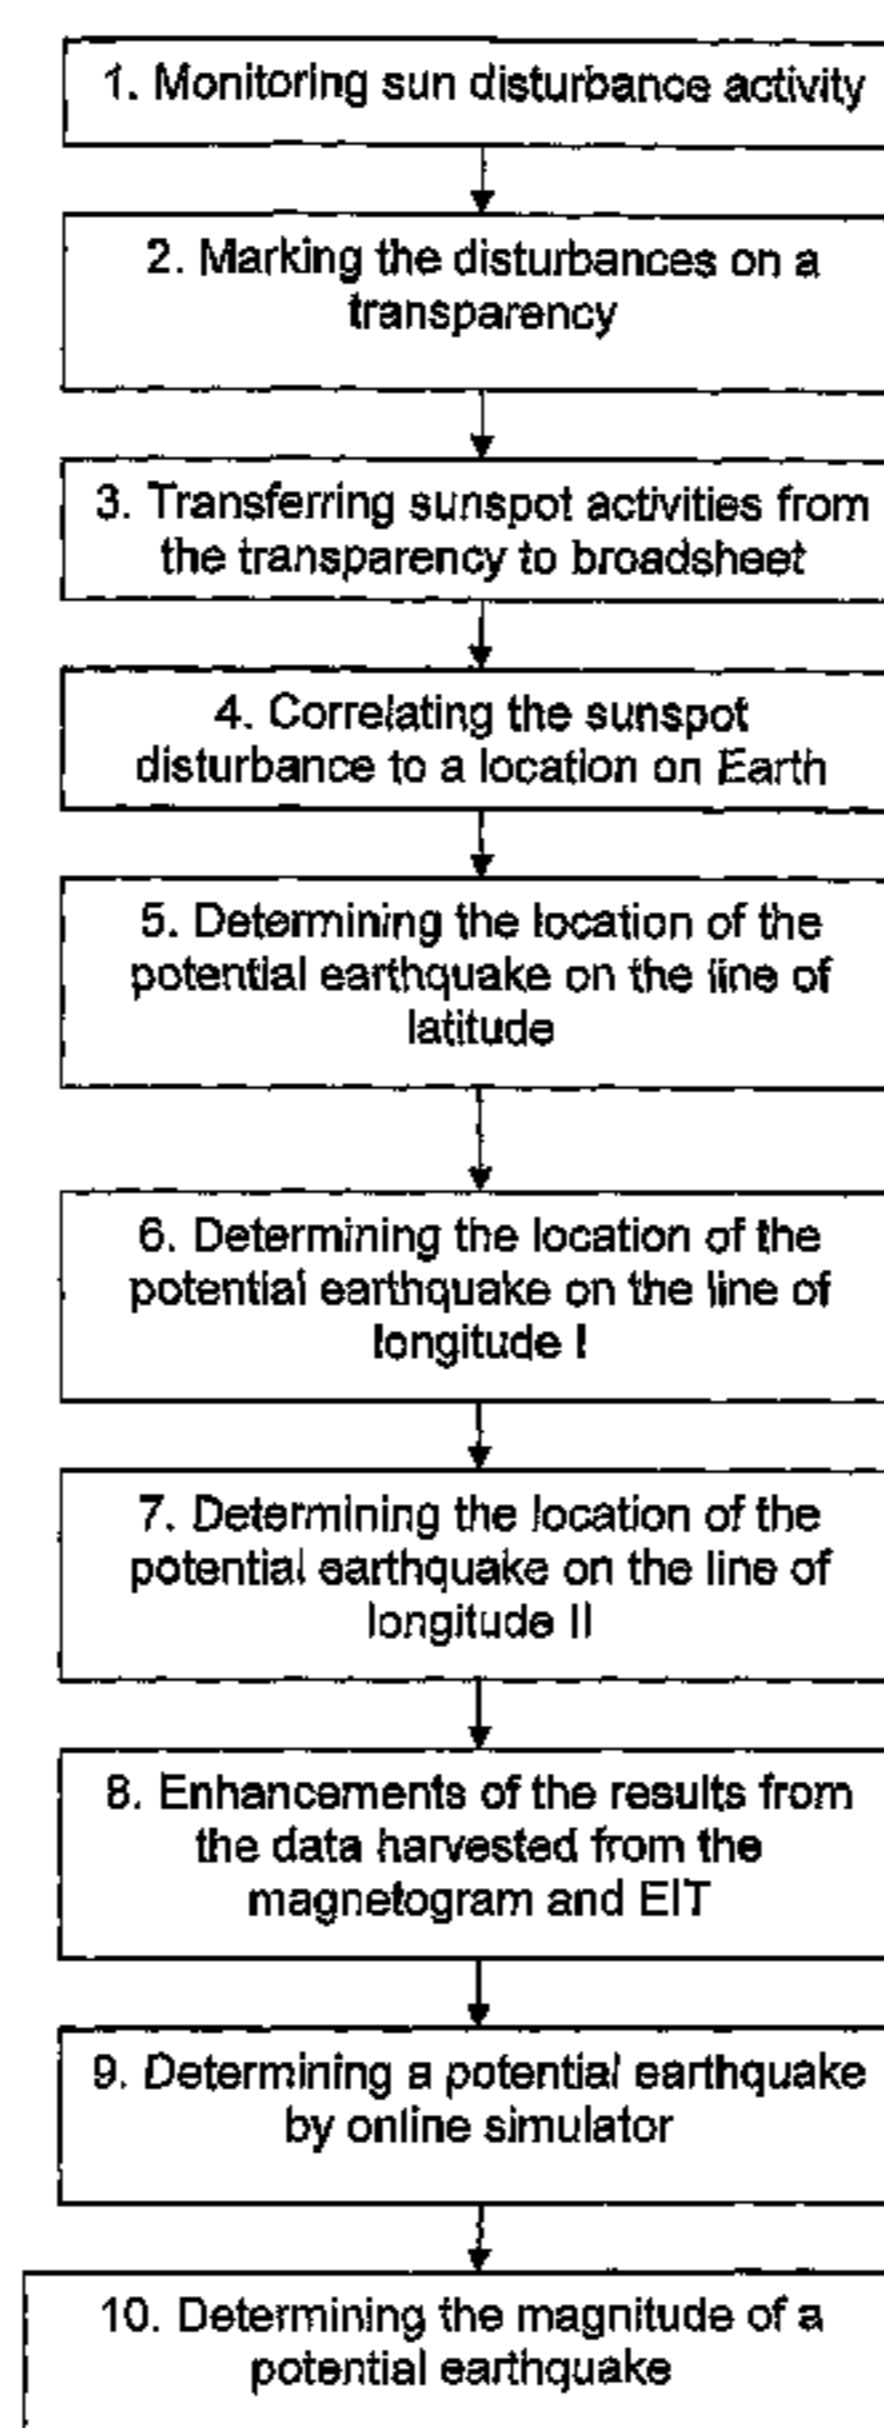 1. Monitoring sun disturbance activity
2. Marking the disturbances on a
transparency
3. Transferring sunspot activities from
the transparency to broadsheet
4. Correlating the sunspot
disturbance to a location on Earth
5. Determining the location of the
potential earthquake on the line of
latitude
6. Determining the location of the
potential earthquake on the line of
longitude I
7. Determining the location of the
potential earthquake on the line of
longitude II
8. Enhancements of the results from
the data harvested from the
magnetogram and EIT
9. Determining a potential earthquake
by online simulator
10. Determining the magnitude of a
potential earthquake